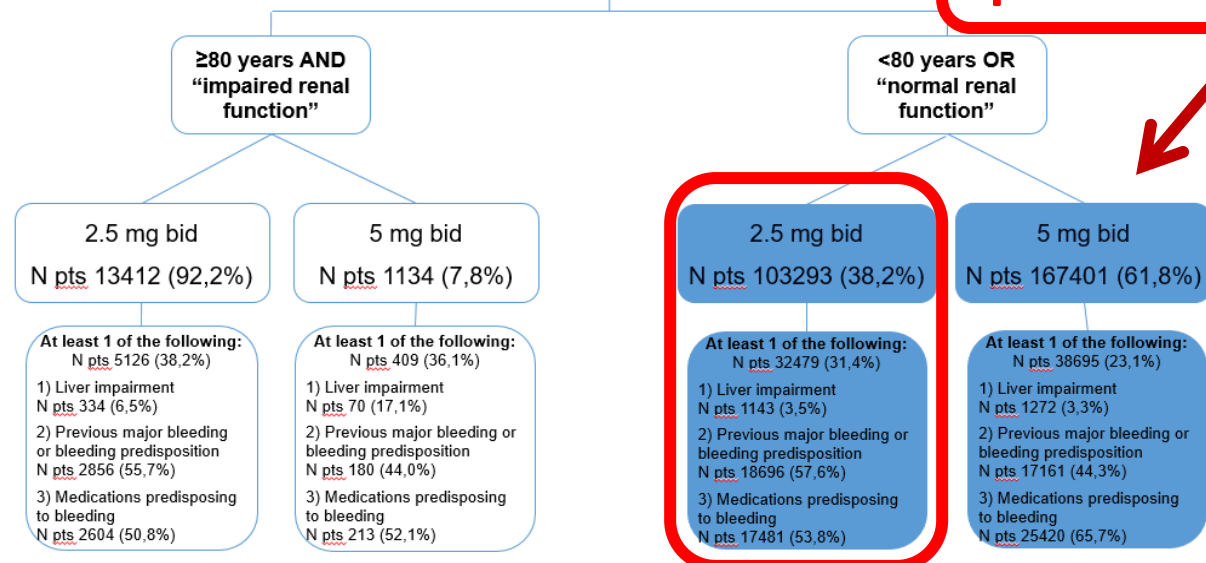 ≥80 years AND
“impaired renal
function”
<80 years OR
“normal renal
function”
2.5 mg bid
N pts 13412 (92,2%)
5 mg bid
N pts 1134 (7,8%)
2.5 mg bid
N pts 103293 (38,2%)
5 mg bid
N pts 167401 (61,8%)
At least 1 of the following:
N pts 5126 (38,2%)
1) Liver impairment
N pts 334 (6,5%)
2) Previous major bleeding
or bleeding predisposition
N pts 2856 (55,7%)
3) Medications predisposing
to bleeding
N pts 2604 (50,8%)
At least 1 of the following:
N pts 409 (36,1%)
1) Liver impairment
N pts 70 (17,1%)
2) Previous major bleeding or
bleeding predisposition
N pts 180 (44,0%)
3) Medications predisposing
to bleeding
N pts 213 (52,1%)
At least 1 of the following:
N pts 32479 (31,4%)
1) Liver impairment
N pts 1143 (3,5%)
2) Previous major bleeding or
bleeding predisposition
N pts 18696 (57,6%)
3) Medications predisposing
to bleeding
N pts 17481 (53,8%)
At least 1 of the following:
N pts 38695 (23,1%)
1) Liver impairment
N pts 1272 (3,3%)
2) Previous major bleeding or
bleeding predisposition
N pts 17161 (44,3%)
3) Medications predisposing
to bleeding
N pts 25420 (65,7%)